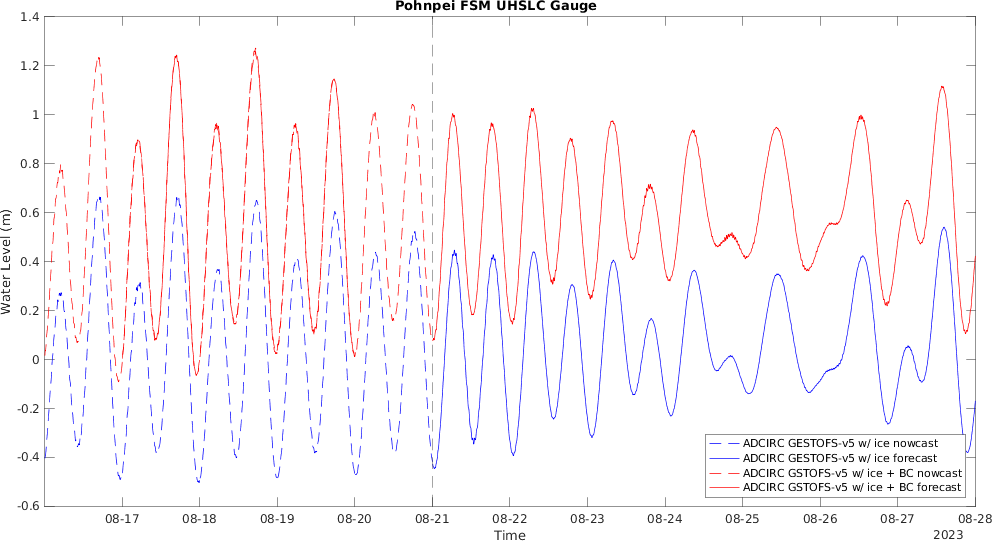 Pohnpei FSM UHSLC Gauge
1.4
1.2
1
0.8
0.6
0.4
0.2
0
-0.2
-0.4
-0.6
Water Level (m)
ADCIRC GESTOFS-v5 w/ ice nowcast
ADCIRC GESTOFS-v5 w/ ice forecast
ADCIRC GSTOFS-v5 w/ ice + BC nowcast
ADCIRC GSTOFS-v5 w/ ice + BC forecast
08-17 08-18 08-19 08-20 08-21 08-22 08-23 08-24 08-25 08-26 08-27 08-28
Time
2023